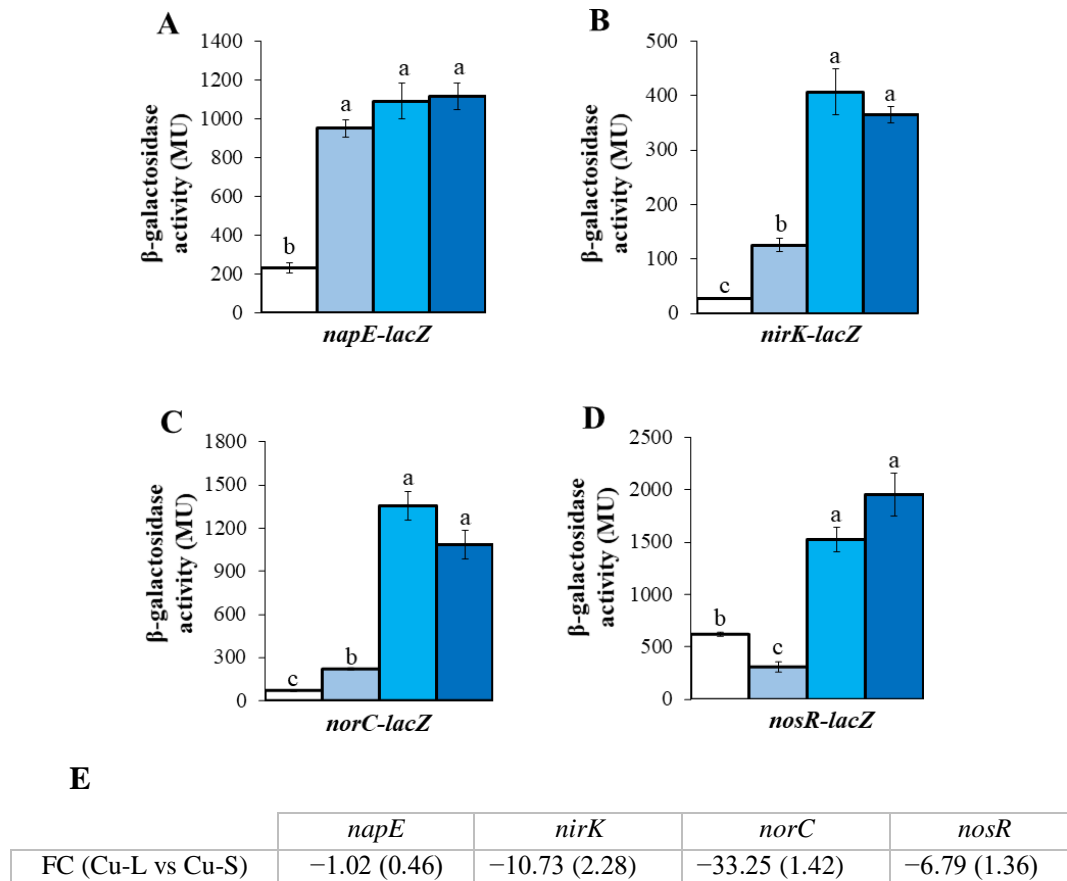 A
β-galactosidase
activity (MU)
1400
1200
1000
800
600
400
200
0
b
a
a
a
napE-lacZ
B
β-galactosidase
activity (MU)
500
400
300
200
100
0
c
b
a
a
nirK-lacZ
C
β-galactosidase
activity (MU)
1800
1500
1200
900
600
300
0
c
b
a
a
norC-lacZ
D
β-galactosidase
activity (MU)
2500
2000
1500
1000
500
0
b
c
a
a
nosR-lacZ
E
napE nirK norC nosR
FC (Cu-L vs Cu-S) −1.02 (0.46) −10.73 (2.28) −33.25 (1.42) −6.79 (1.36)